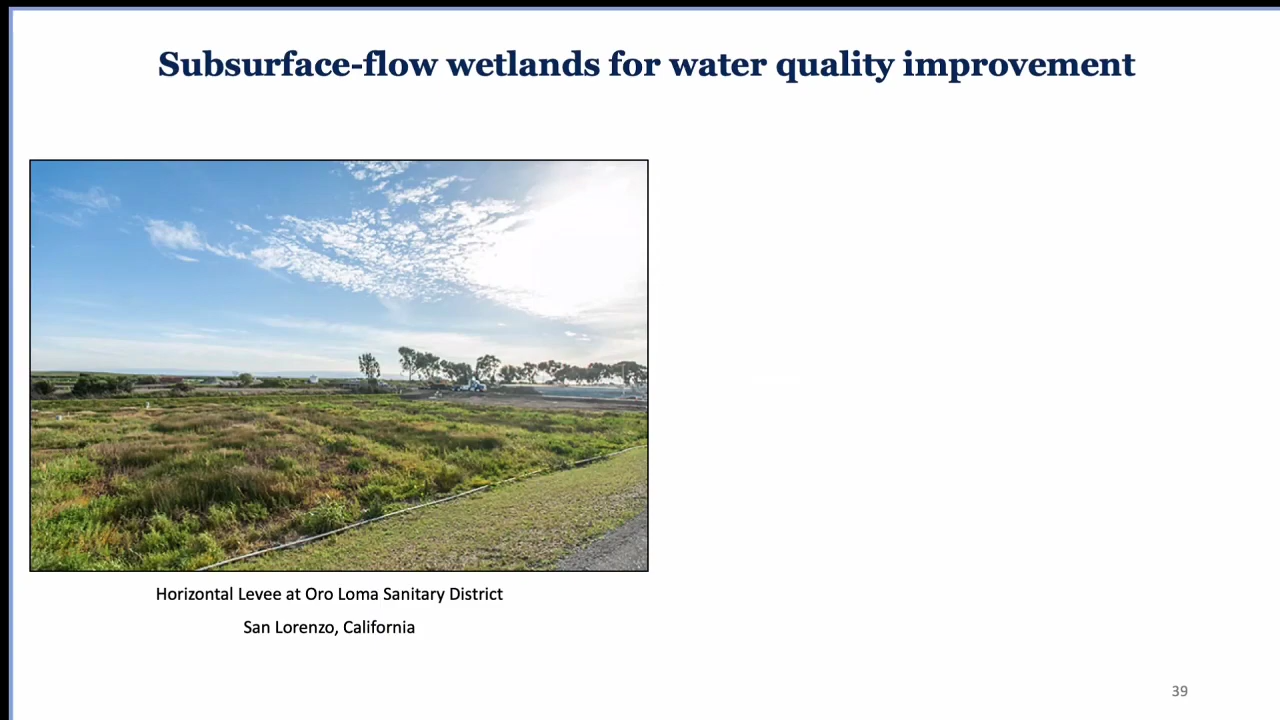 Subsurface-flow wetlands for water quality improvement
Horizontal Levee at Oro Loma Sanitary District
San Lorenzo, California
39